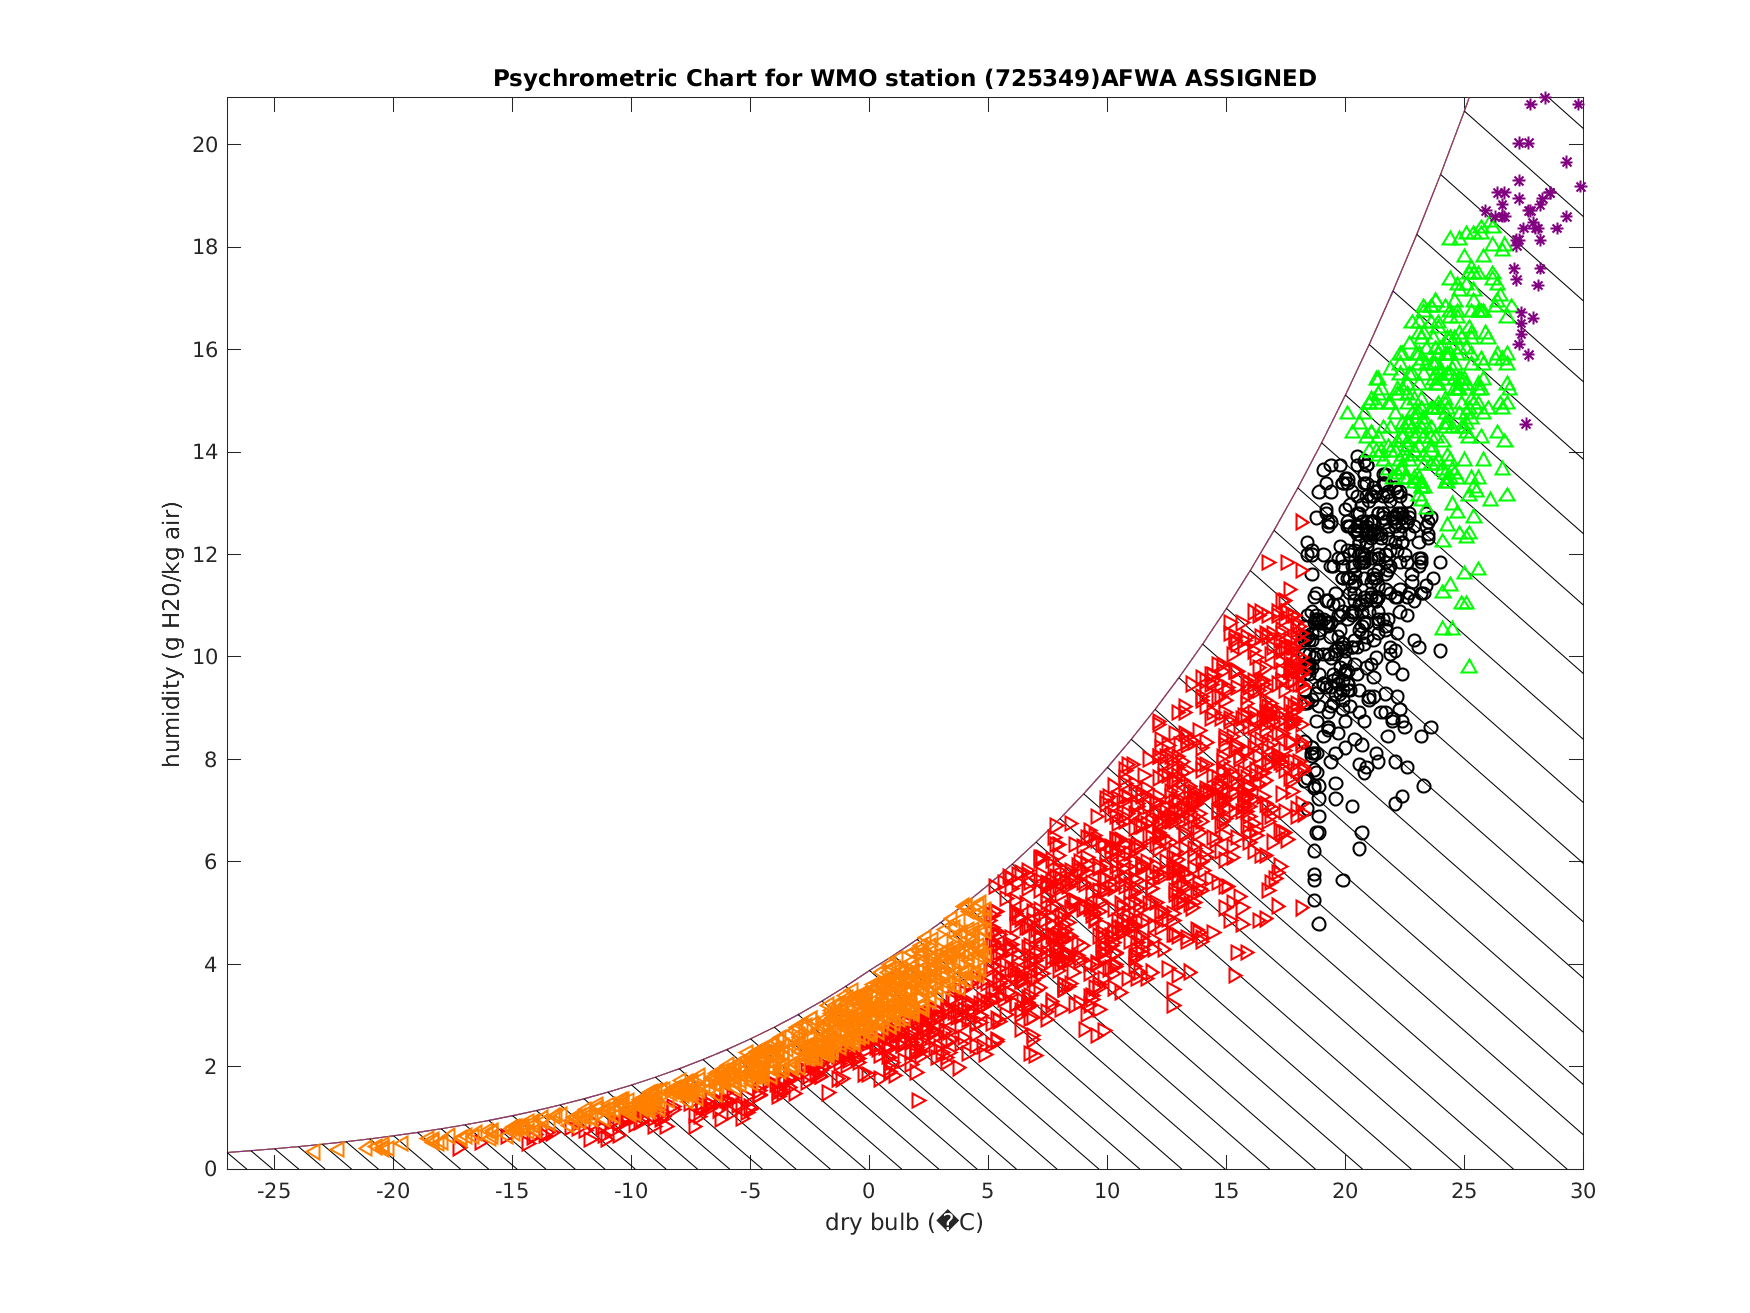 Psychrometric Chart for WMO station (725349)AFWA ASSIGNED
20
18
16
14
12
10
8
6
4
2
0
humidity (g H20/kg air)
-25 -20 -15 -10 -5 0 5 10 15 20 25 30
dry bulb (�C)